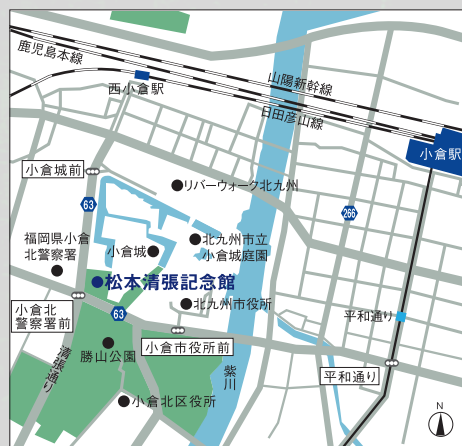 鹿児島本線
山陽新幹線
西小倉駅
日田彦山線
小倉駅
小倉城前
リバーウォーク北九州
63
266
福岡県小倉
北警察署
小倉城
北九州市立
小倉城庭園
松本清張記念館
小倉北
警察署前
63
北九州市役所
平和通り
清張通り
勝山公園
小倉市役所前
紫川
平和通り
小倉北区役所
N